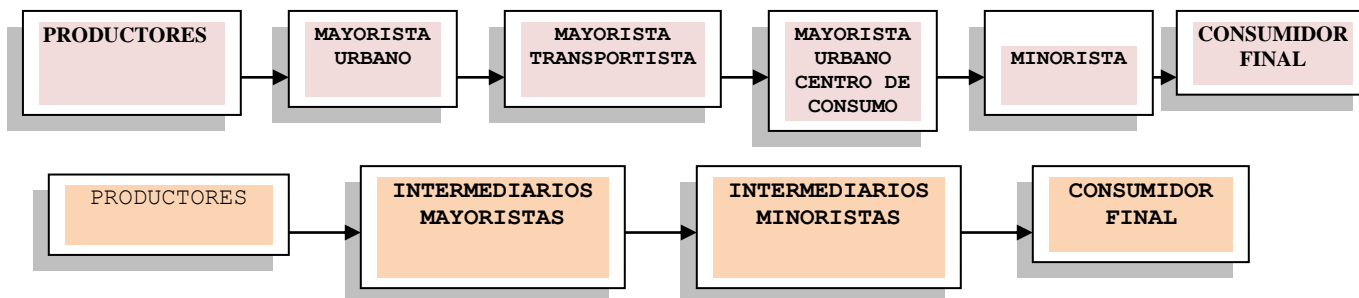 PRODUCTORES
MAYORISTA
URBANO
MAYORISTA
TRANSPORTISTA
MAYORISTA
URBANO
CENTRO DE
CONSUMO
MINORISTA
CONSUMIDOR
FINAL
PRODUCTORES
INTERMEDIARIOS
MAYORISTAS
INTERMEDIARIOS
MINORISTAS
CONSUMIDOR
FINAL